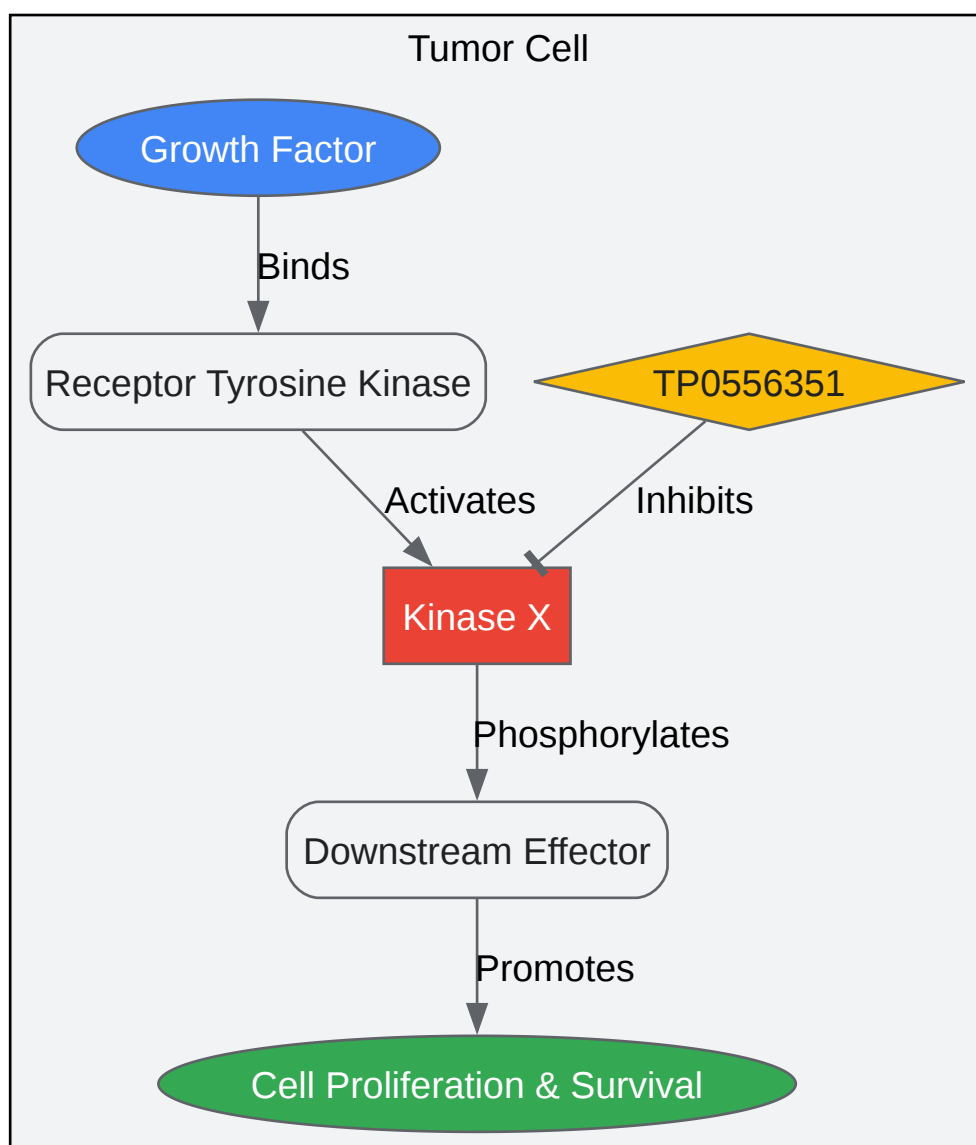 Tumor Cell
Growth Factor
Binds
Receptor Tyrosine Kinase
TP0556351
Activates
Inhibits
Kinase X
Phosphorylates
Downstream Effector
Promotes
Cell Proliferation & Survival